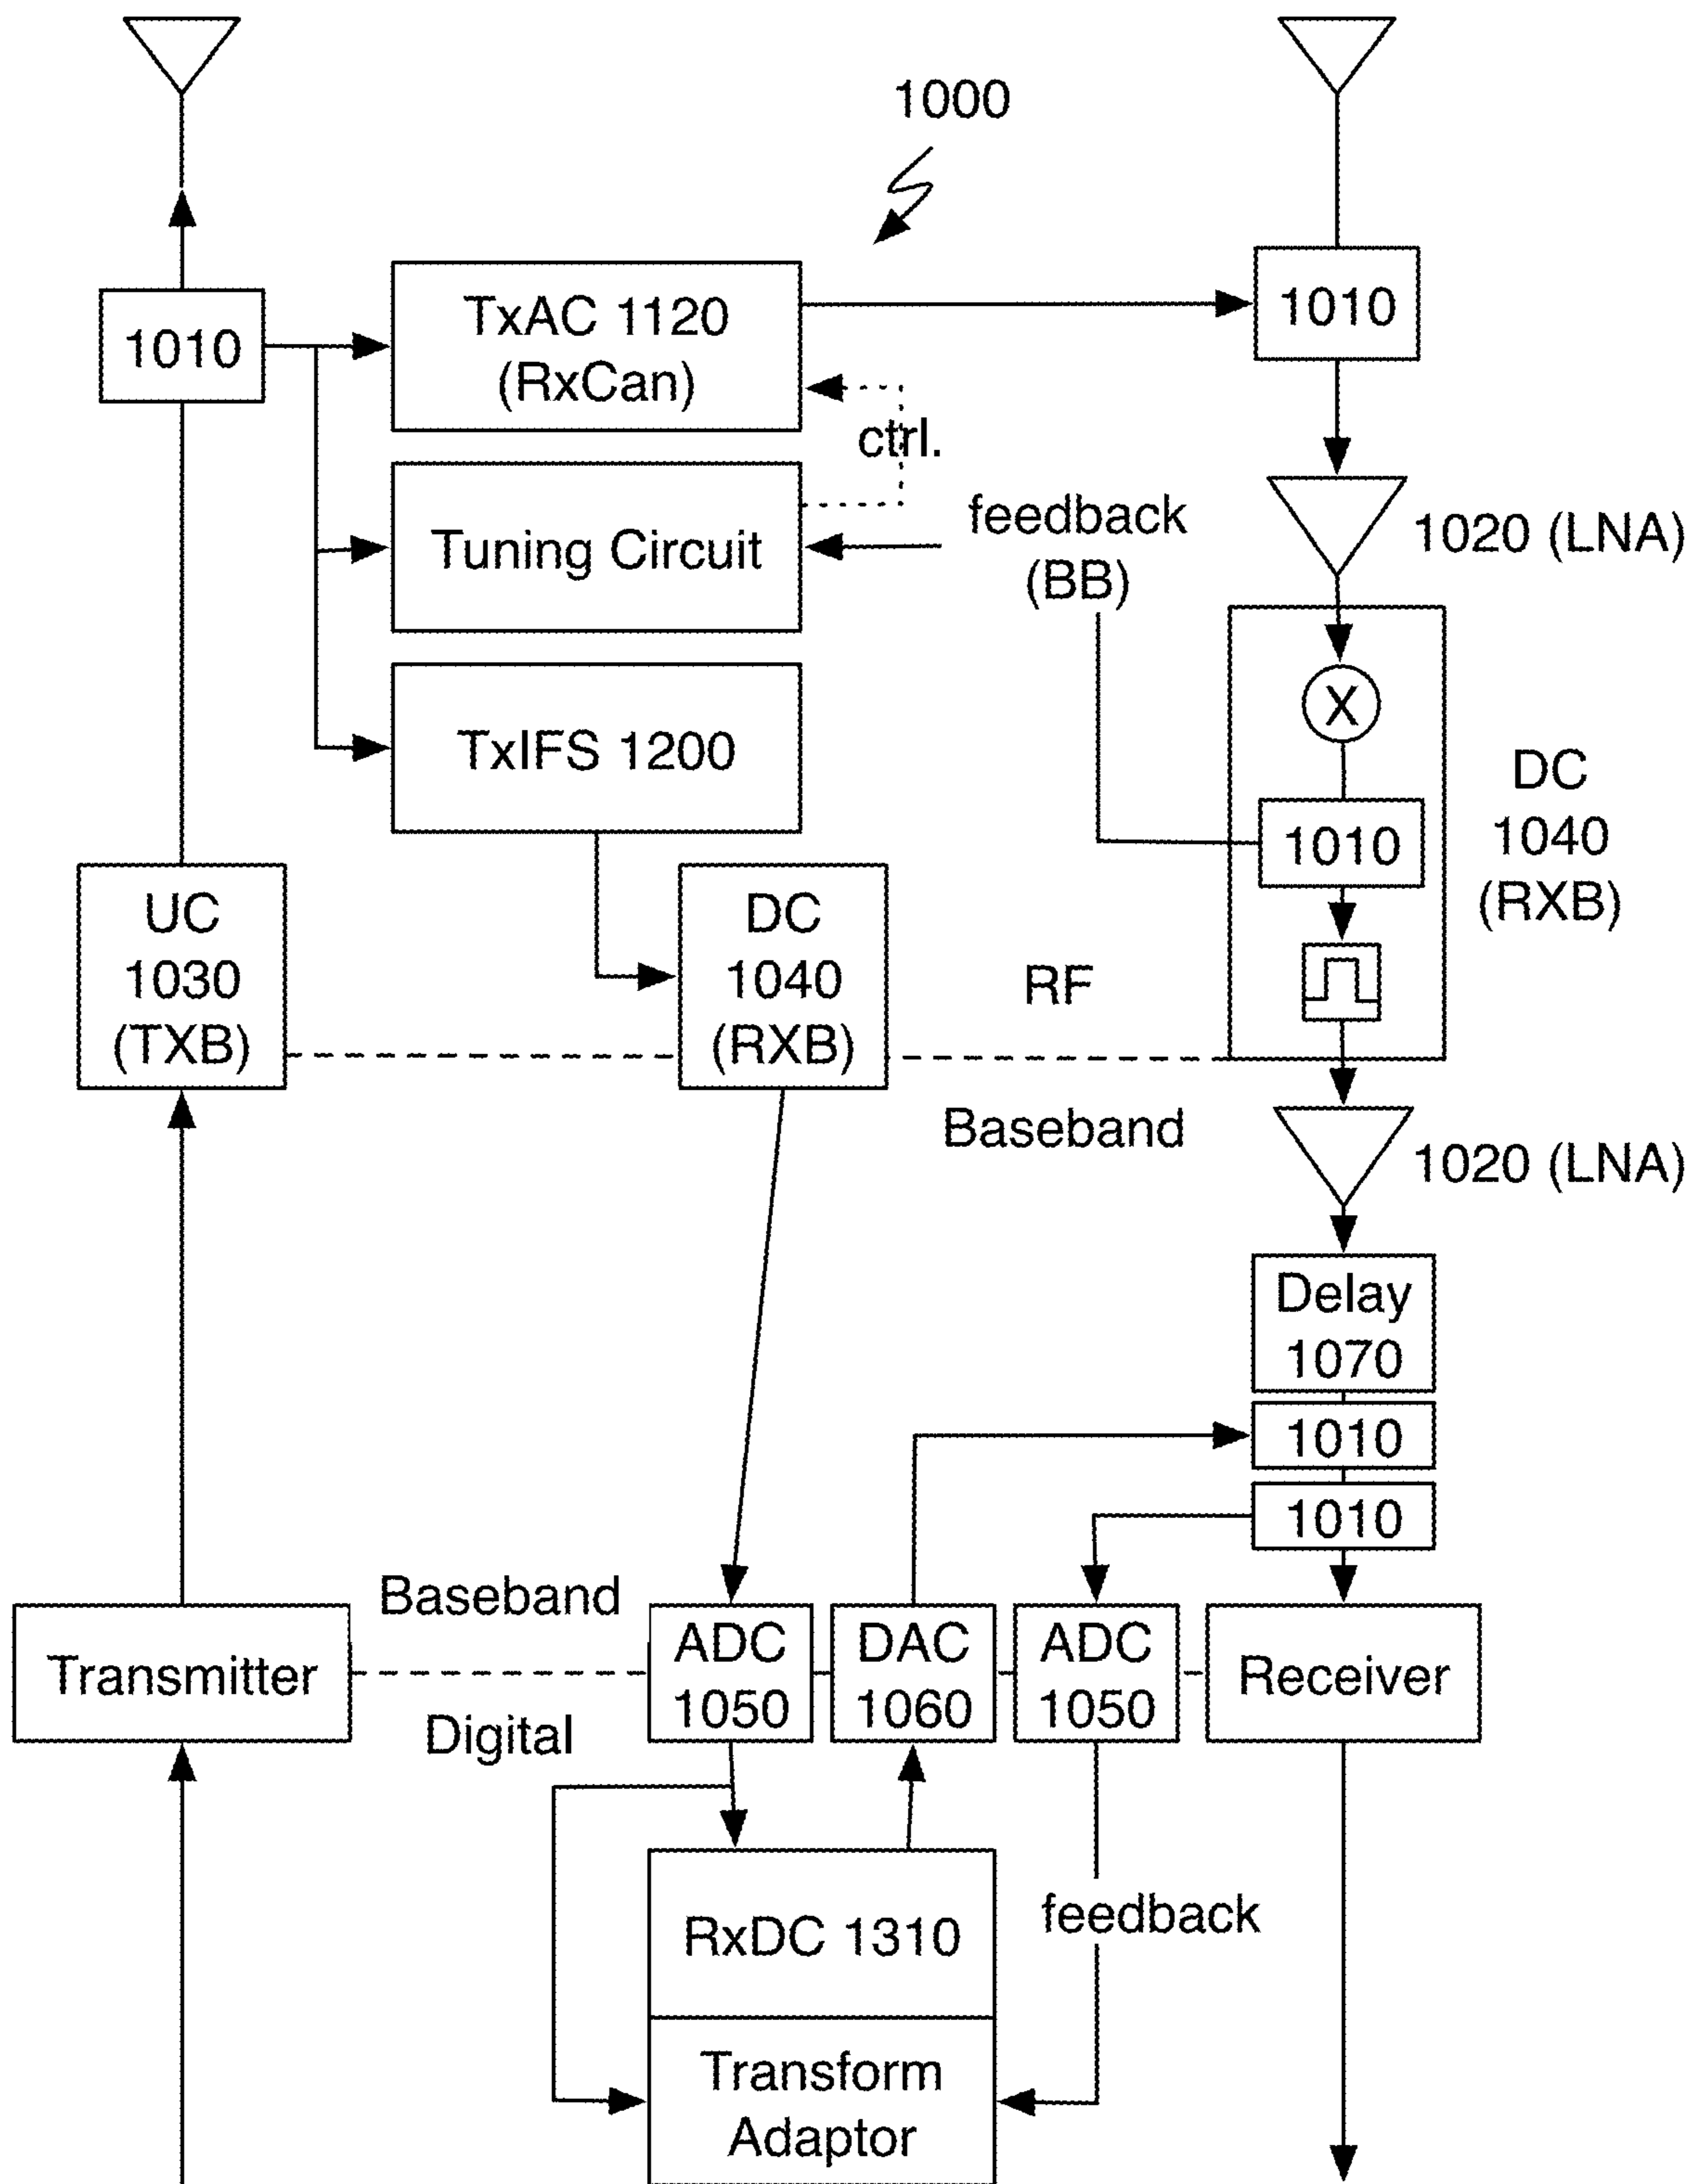 1000
1010
TxAC 1120
(RxCan)
1010
ctrl.
Tuning Circuit
feedback
(BB)
1020 (LNA)
TxIFS 1200
X
1010
DC
1040
(RXB)
UC
1030
(TXB)
DC
1040
(RXB)
RF
Baseband
1020 (LNA)
Delay
1070
1010
1010
Transmitter
Baseband
Digital
ADC
1050
DAC
1060
ADC
1050
Receiver
RxDC 1310
feedback
Transform
Adaptor